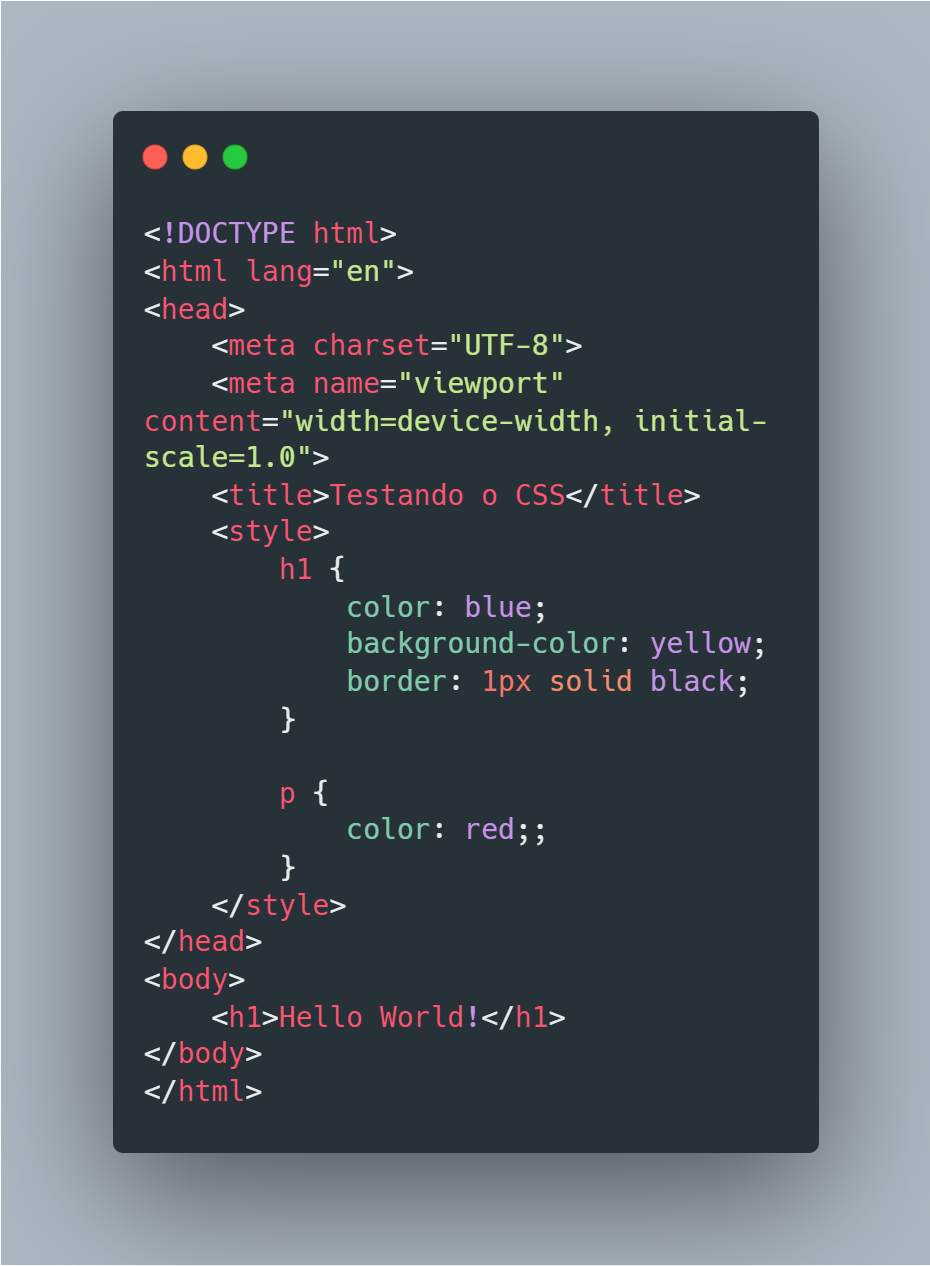 <!DOCTYPE html>
<html lang="en">
<head>
    <meta charset="UTF-8">
    <meta name="viewport"
content="width=device-width, initial-
scale=1.0">
    <title>Testando o CSS</title>
    <style>
        h1 {
            color: blue;
            background-color: yellow;
            border: 1px solid black;
        }

        p {
            color: red;;
        }
    </style>
</head>
<body>
    <h1>Hello World!</h1>
</body>
</html>